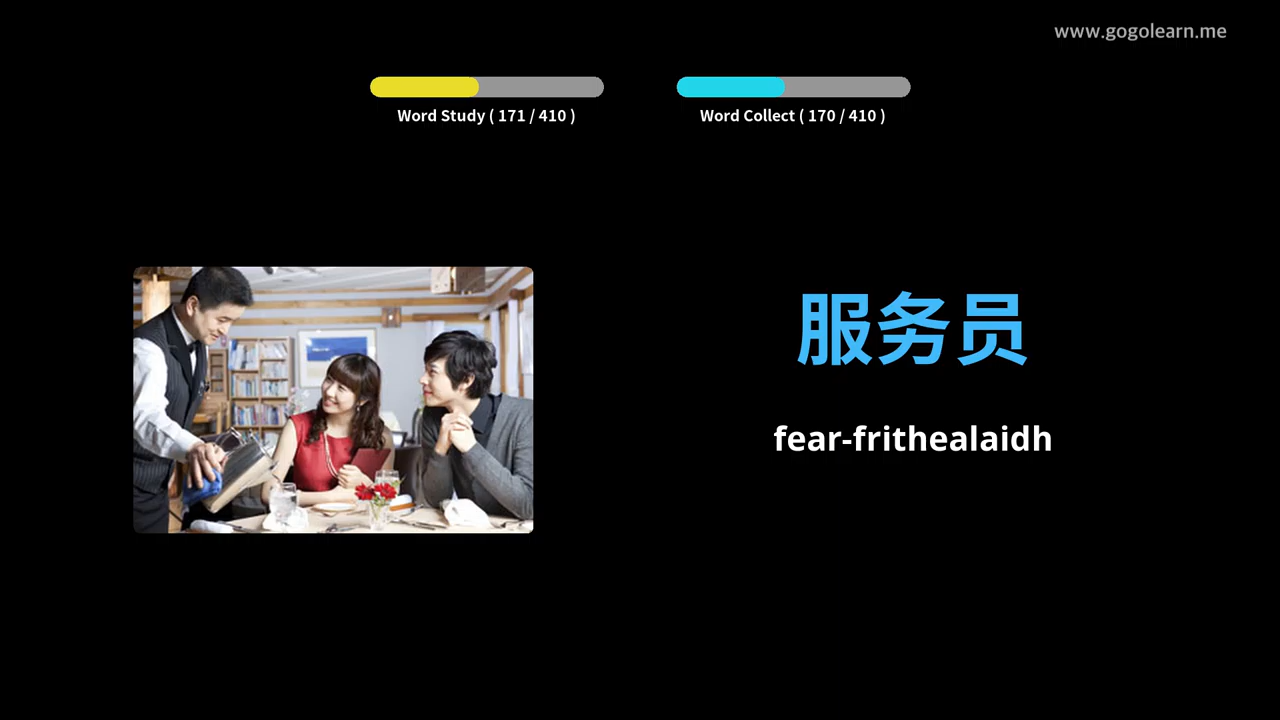 www.gogolearn.me
Word Study ( 171 / 410 )
Word Collect ( 170 / 410 )
服务员
fear-frithealaidh